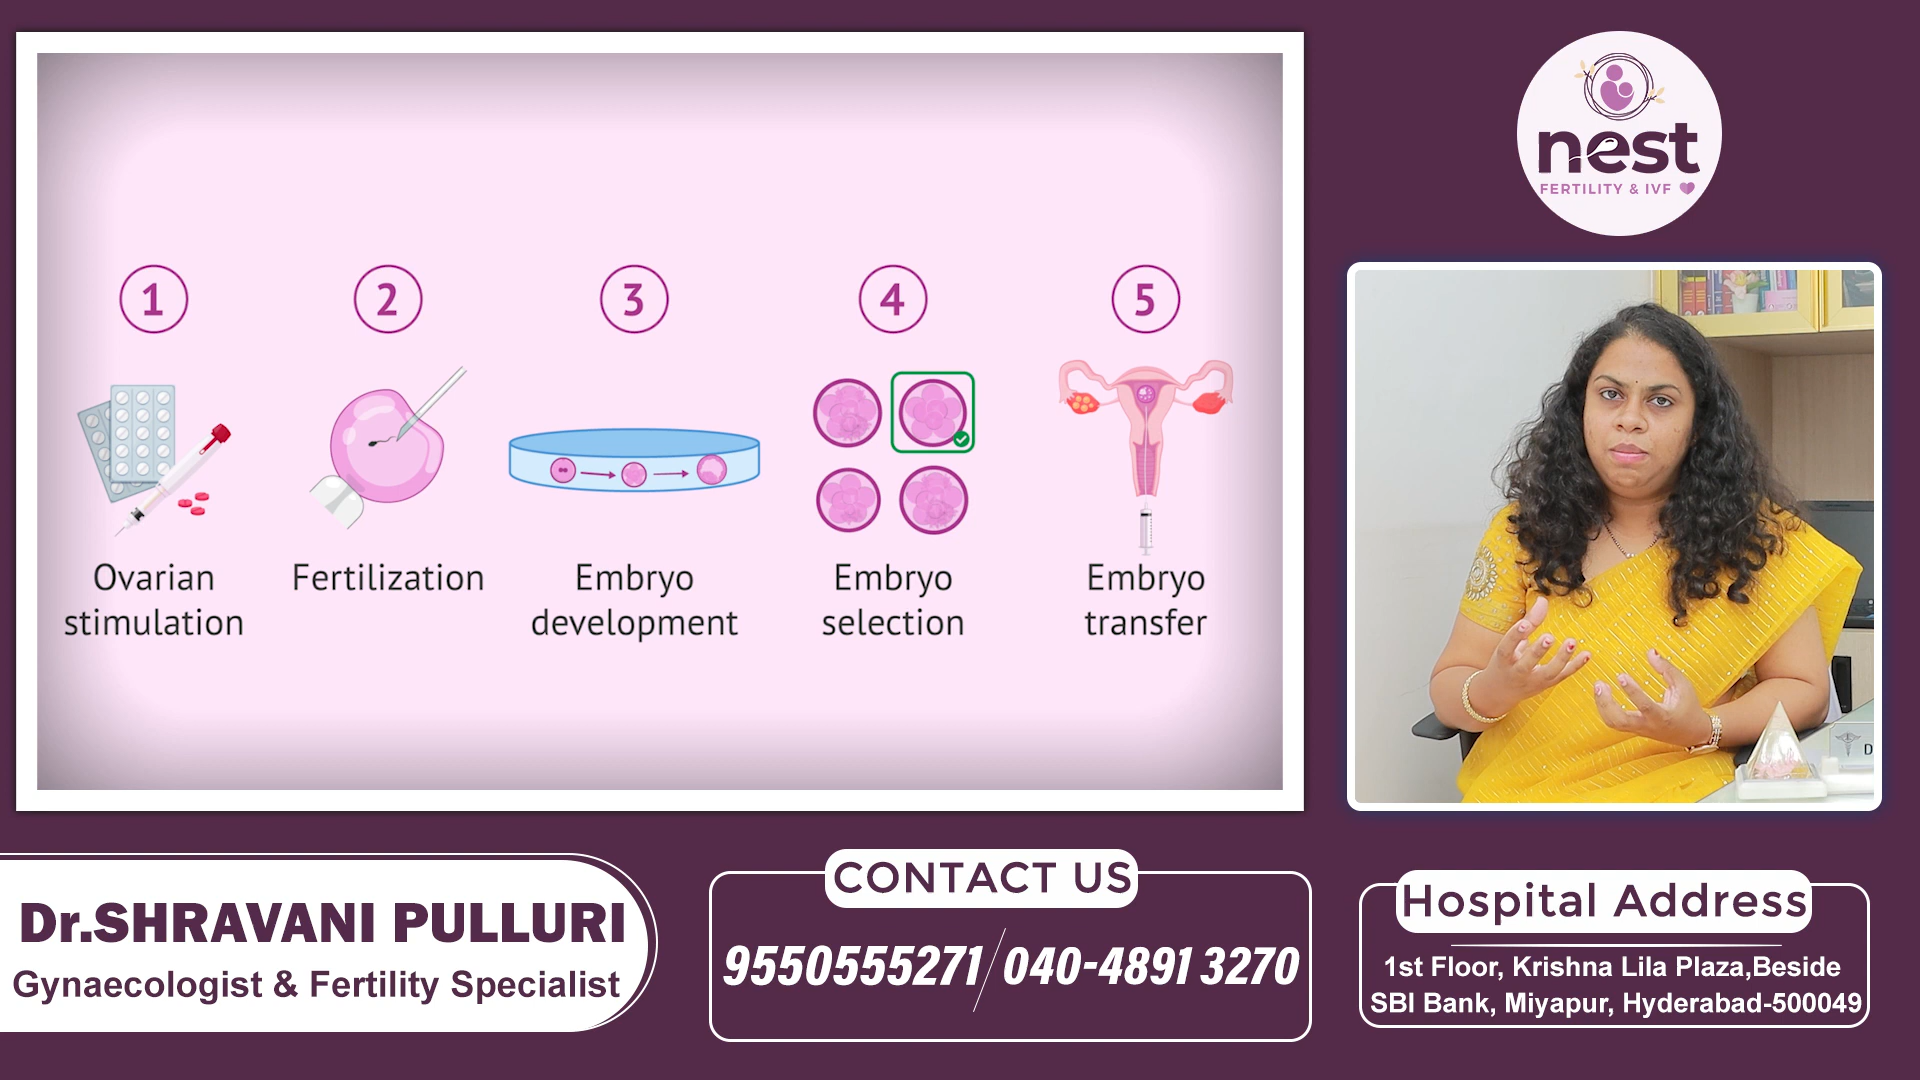 1
2
3
4
5
Ovarian
stimulation
Fertilization
Embryo
development
Embryo
selection
Embryo
transfer
nest
FERTILITY & IVF
D
Dr.SHRAVANI PULLURI
Gynaecologist & Fertility Specialist
CONTACT US
9550555271/040-4891 3270
Hospital Address
1st Floor, Krishna Lila Plaza,Beside
SBI Bank, Miyapur, Hyderabad-500049